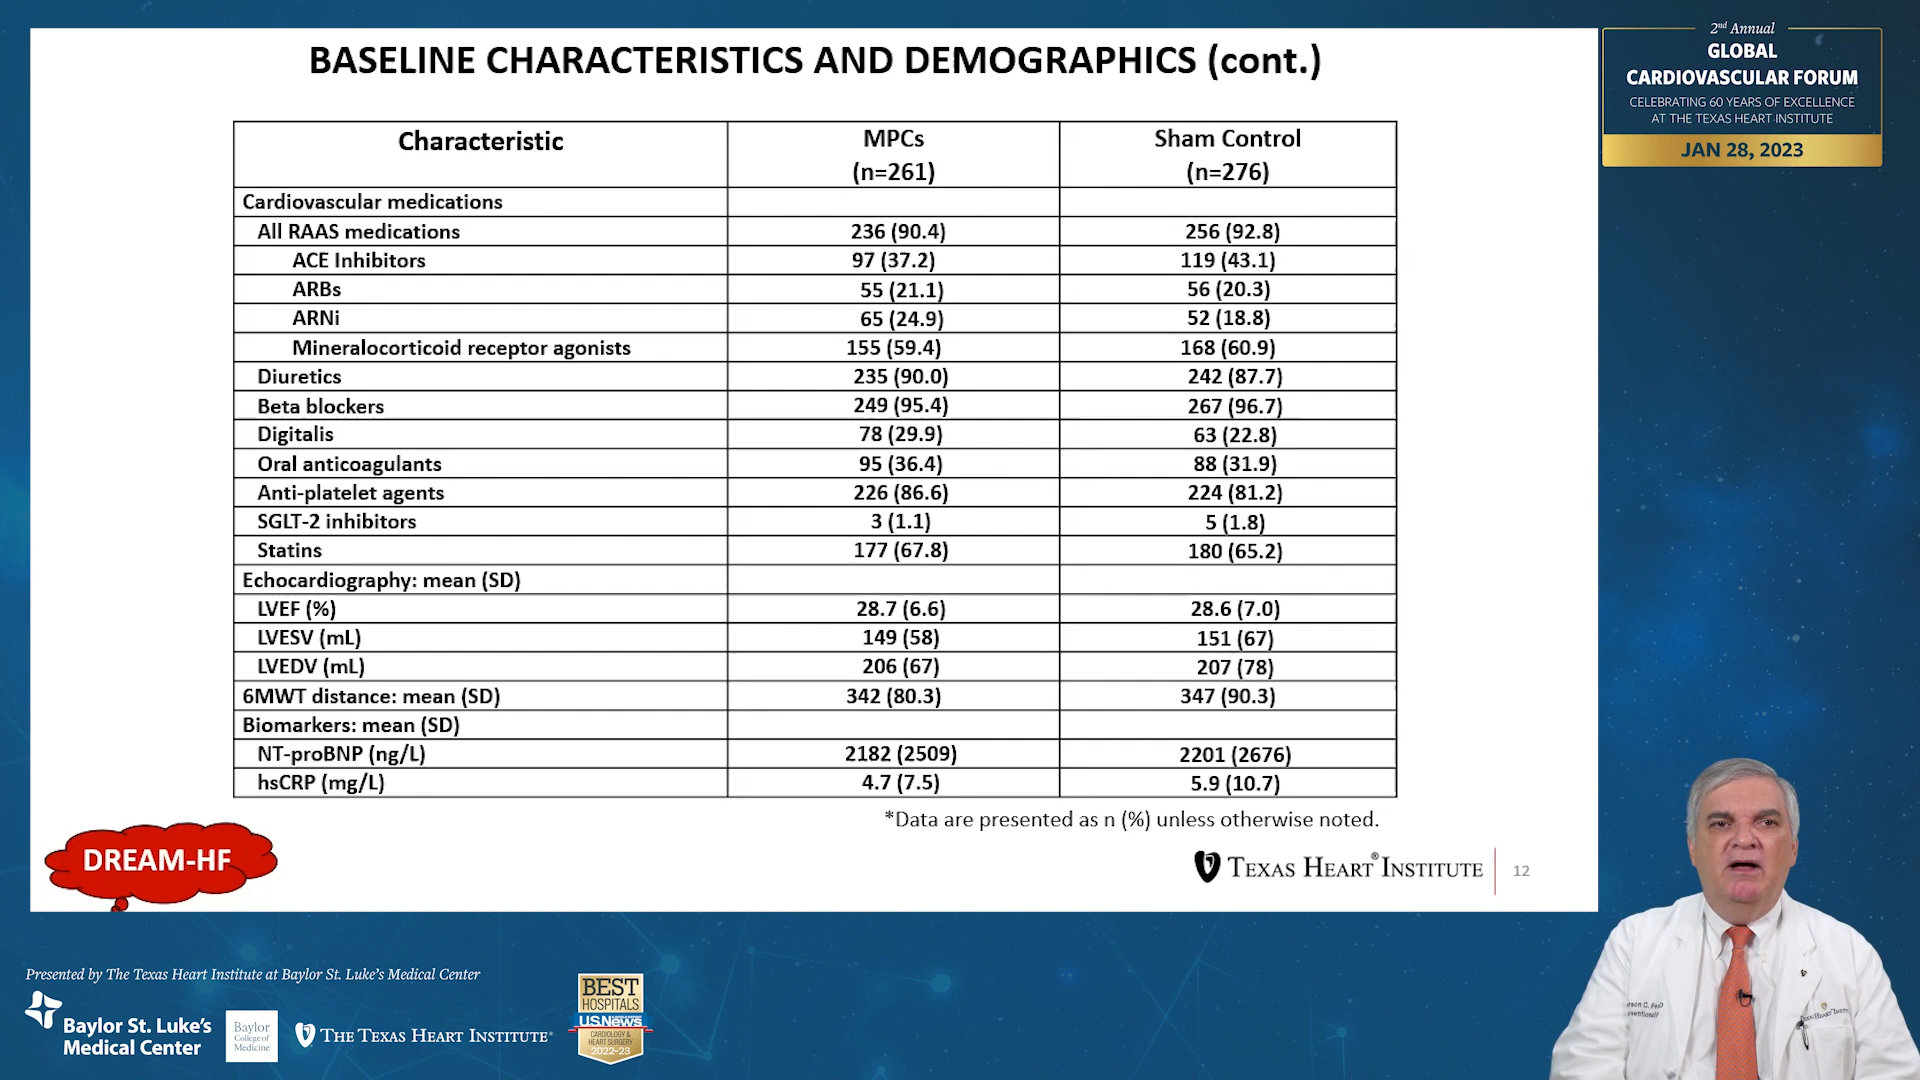 BASELINE CHARACTERISTICS AND DEMOGRAPHICS (cont.)
Characteristic MPCs (n=261) Sham Control (n=276)
Cardiovascular medications
All RAAS medications 236 (90.4) 256 (92.8)
ACE Inhibitors 97 (37.2) 119 (43.1)
ARBs 55 (21.1) 56 (20.3)
ARNi 65 (24.9) 52 (18.8)
Mineralocorticoid receptor agonists 155 (59.4) 168 (60.9)
Diuretics 235 (90.0) 242 (87.7)
Beta blockers 249 (95.4) 267 (96.7)
Digitalis 78 (29.9) 63 (22.8)
Oral anticoagulants 95 (36.4) 88 (31.9)
Anti-platelet agents 226 (86.6) 224 (81.2)
SGLT-2 inhibitors 3 (1.1) 5 (1.8)
Statins 177 (67.8) 180 (65.2)
Echocardiography: mean (SD)
LVEF (%) 28.7 (6.6) 28.6 (7.0)
LVESV (mL) 149 (58) 151 (67)
LVEDV (mL) 206 (67) 207 (78)
6MWT distance: mean (SD) 342 (80.3) 347 (90.3)
Biomarkers: mean (SD)
NT-proBNP (ng/L) 2182 (2509) 2201 (2676)
hsCRP (mg/L) 4.7 (7.5) 5.9 (10.7)
*Data are presented as n (%) unless otherwise noted.
DREAM-HF
TEXAS HEART® INSTITUTE
12
2nd Annual
GLOBAL
CARDIOVASCULAR FORUM
CELEBRATING 60 YEARS OF EXCELLENCE
AT THE TEXAS HEART INSTITUTE
JAN 28, 2023
Presented by The Texas Heart Institute at Baylor St. Luke's Medical Center
Baylor St. Luke's
Medical Center
Baylor
College of
Medicine
THE TEXAS HEART INSTITUTE®
BEST
HOSPITALS
U.S.News
CARDIOLOGY &
HEART SURGERY
2022-23